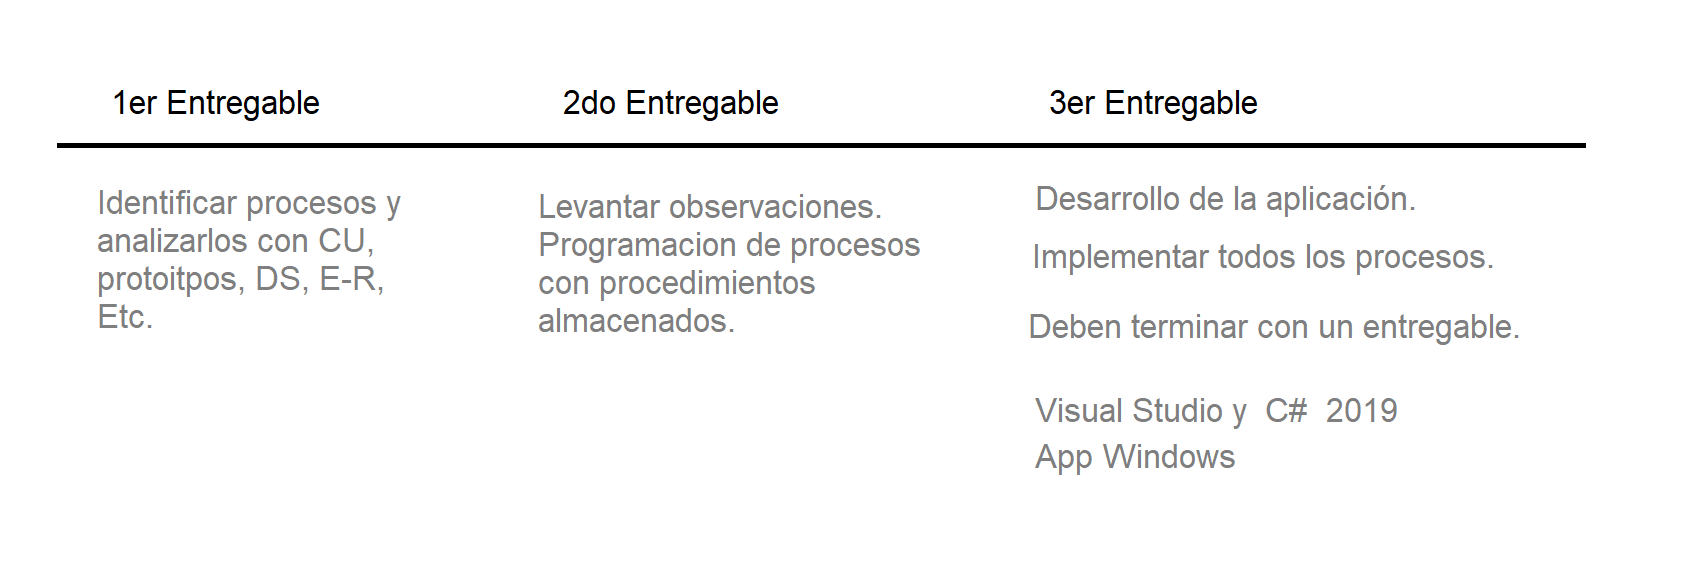 1er Entregable
2do Entregable
3er Entregable
Identificar procesos y
analizarlos con CU,
protoitpos, DS, E-R,
Etc.
Levantar observaciones.
Programacion de procesos
con procedimientos
almacenados.
Desarrollo de la aplicación.
Implementar todos los procesos.
Deben terminar con un entregable.
Visual Studio y  C#  2019
App Windows